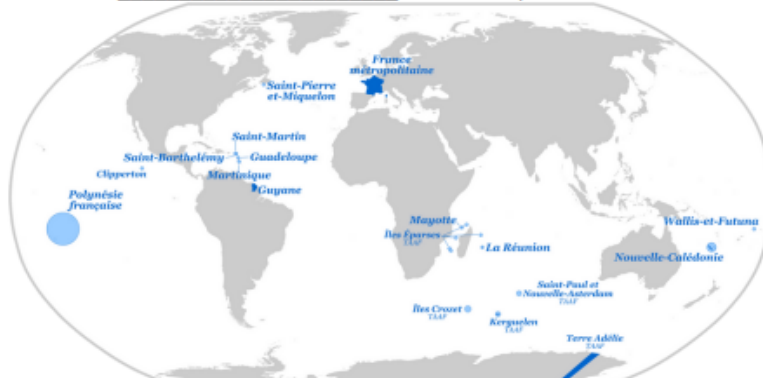 France
métropolitaine
Saint-Pierre
et-Miquelon
Saint-Martin
Saint-Barthelémy
Guadeloupe
Clipperton
Martinique
Guyane
Polynésie
française
Mayotte
Îles Éparses
TAAF
La Réunion
Wallis-et-Futuna
Nouvelle-Calédonie
Saint-Paul et
Nouvelle-Asterdam
TAAF
Îles Crozet
TAAF
Kerguelen
TAAF
Terre Adélie
TAAF